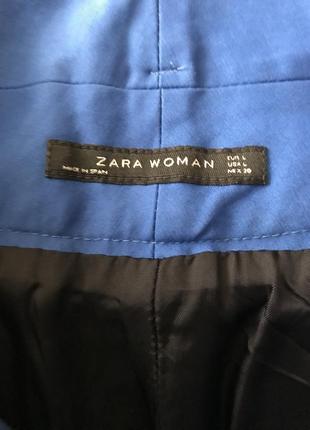 ZARA WOMAN
MADE IN SPAIN
EUR L
USA L
MEX 30